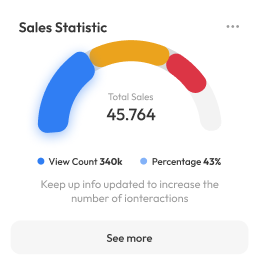 Sales Statistic
Total Sales
45.764
View Count 340k
Percentage 43%
Keep up info updated to increase the
number of ionteractions
See more